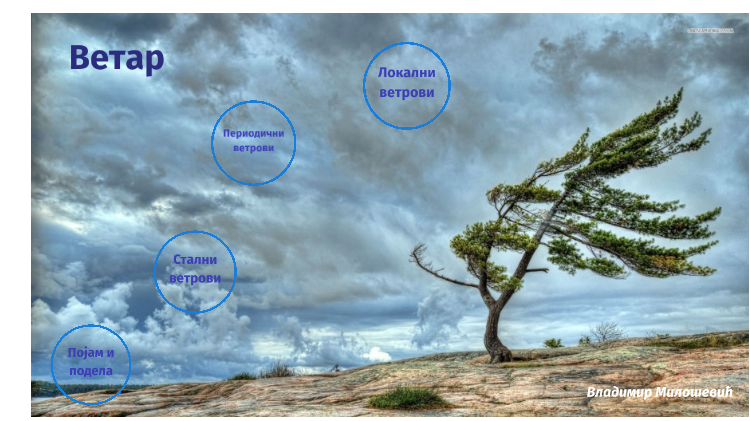 Ветар
Локални
ветрови
Периодични
ветрови
Стални
ветрови
Појам и
подела
Владимир Милошевић